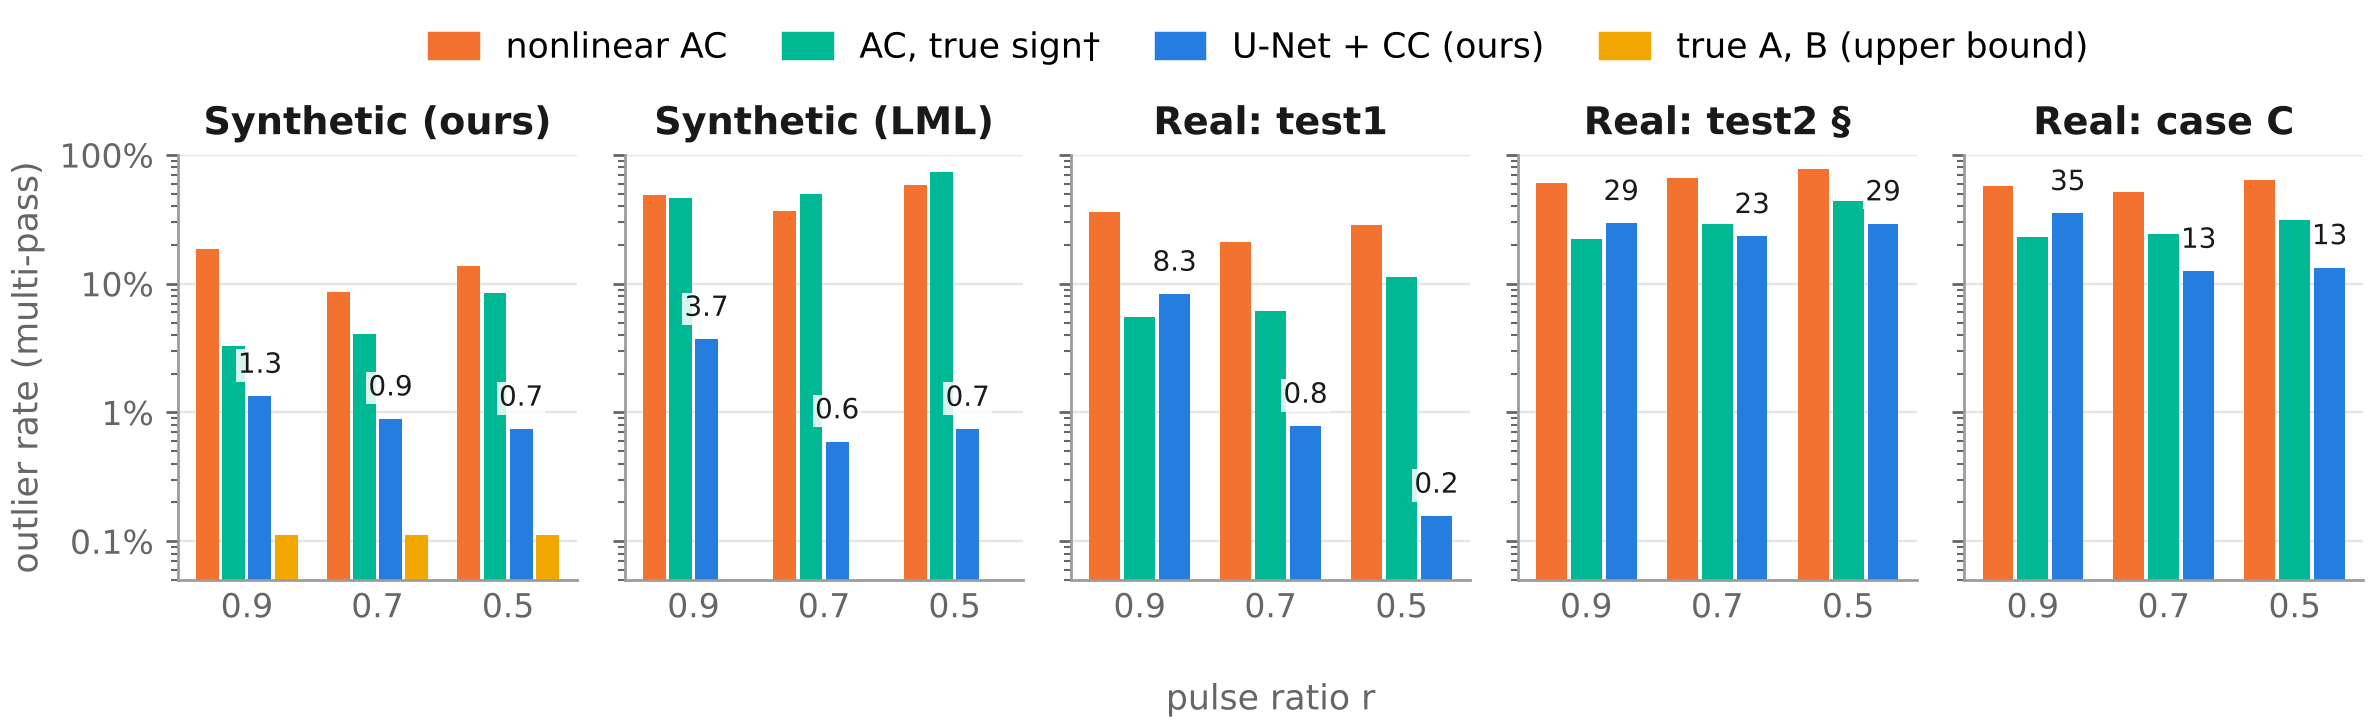 nonlinear AC AC, true sign† U-Net + CC (ours) true A, B (upper bound)
Synthetic (ours) Synthetic (LML) Real: test1 Real: test2 § Real: case C
outlier rate (multi-pass)
100%
10%
1%
0.1%
1.3 0.9 0.7
3.7 0.6 0.7
8.3 0.8 0.2
29 23 29
35 13 13
0.9 0.7 0.5 0.9 0.7 0.5 0.9 0.7 0.5 0.9 0.7 0.5 0.9 0.7 0.5
pulse ratio r